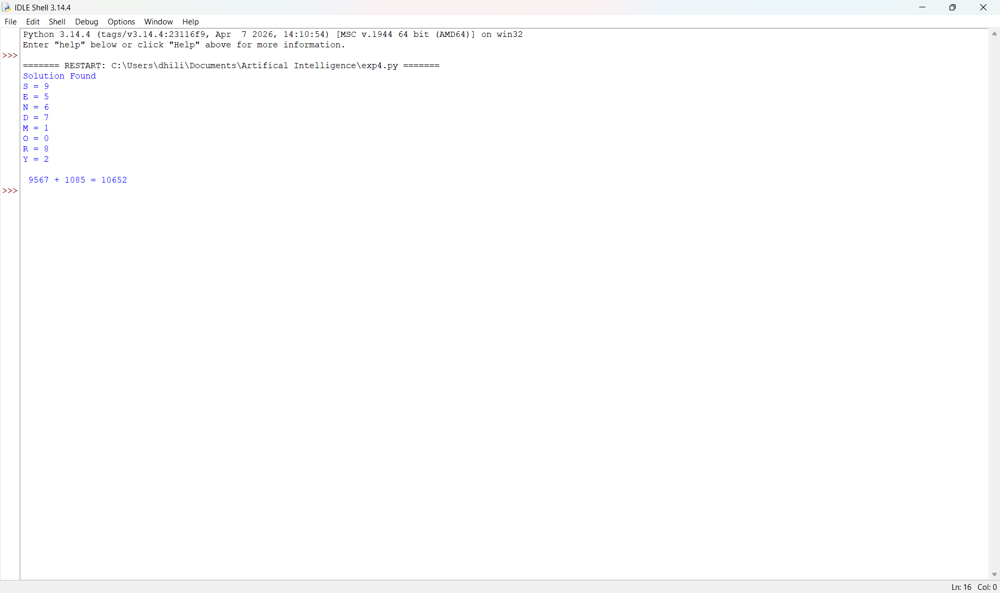 IDLE Shell 3.14.4
File Edit Shell Debug Options Window Help
Python 3.14.4 (tags/v3.14.4:23116f9, Apr  7 2026, 14:10:54) [MSC v.1944 64 bit (AMD64)] on win32
Enter "help" below or click "Help" above for more information.
>>>
======= RESTART: C:\Users\dhili\Documents\Artifical Intelligence\exp4.py =======
Solution Found
S = 9
E = 5
N = 6
D = 7
M = 1
O = 0
R = 8
Y = 2
9567 + 1085 = 10652
>>>
Ln: 16 Col: 0